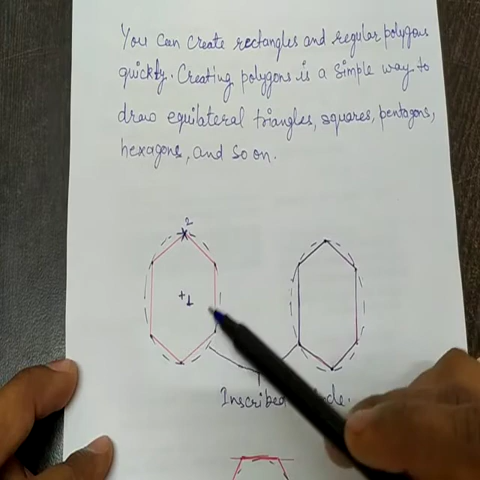 You can create rectangles and regular polygons
quickly. Creating polygons is a simple way to
draw equilateral triangles, squares, pentagons,
hexagons, and so on.
2
+1
Inscribed